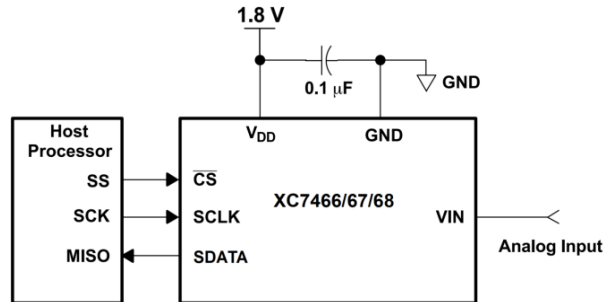 1.8 V
0.1 μF
GND
Host
Processor
VDD
GND
SS
CS
SCK
SCLK
XC7466/67/68
VIN
MISO
SDATA
Analog Input